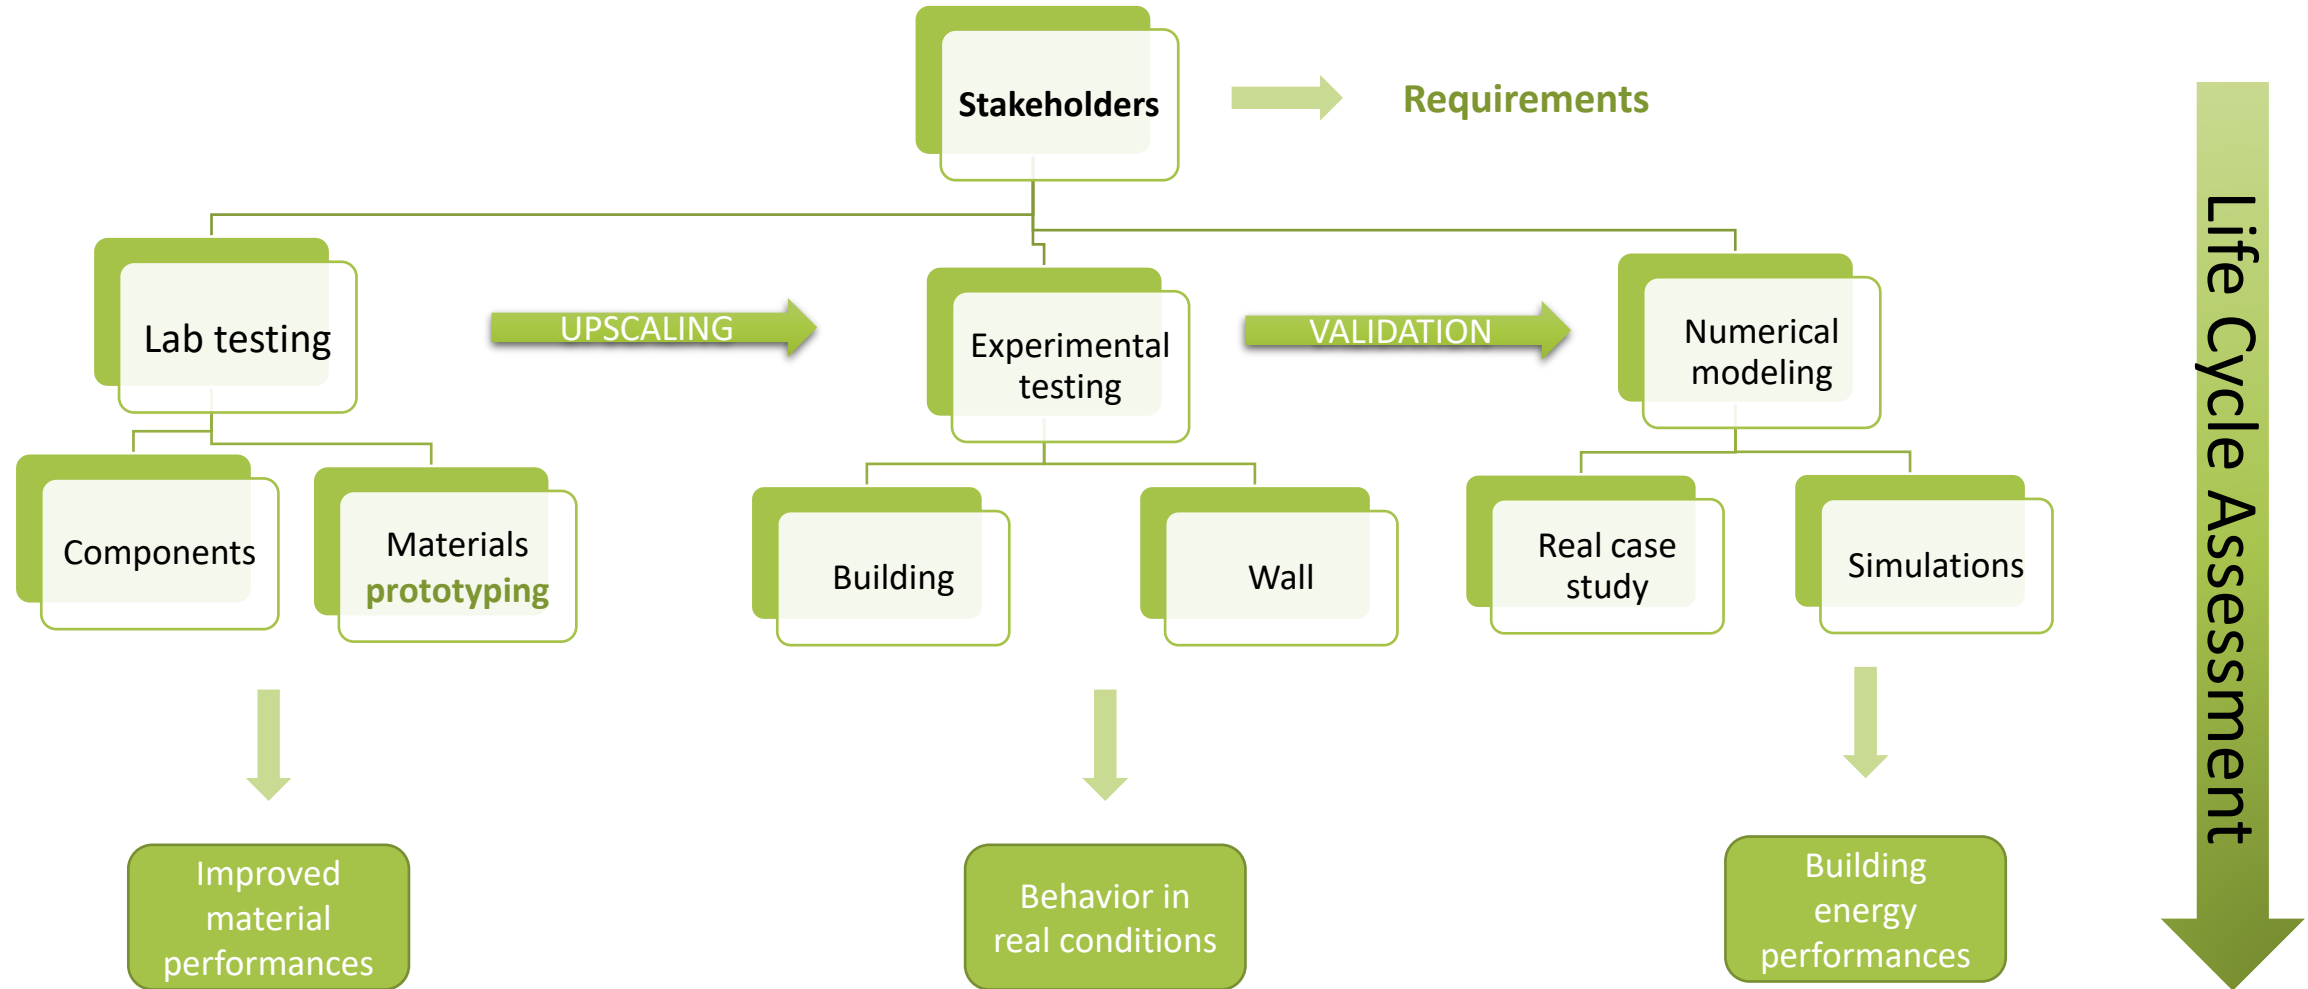 Stakeholders
Requirements
Lab testing
UPSCALING
Experimental
testing
VALIDATION
Numerical
modeling
Components
Materials
prototyping
Building
Wall
Real case
study
Simulations
Improved
material
performances
Behavior in
real conditions
Building
energy
performances
Life Cycle Assessment